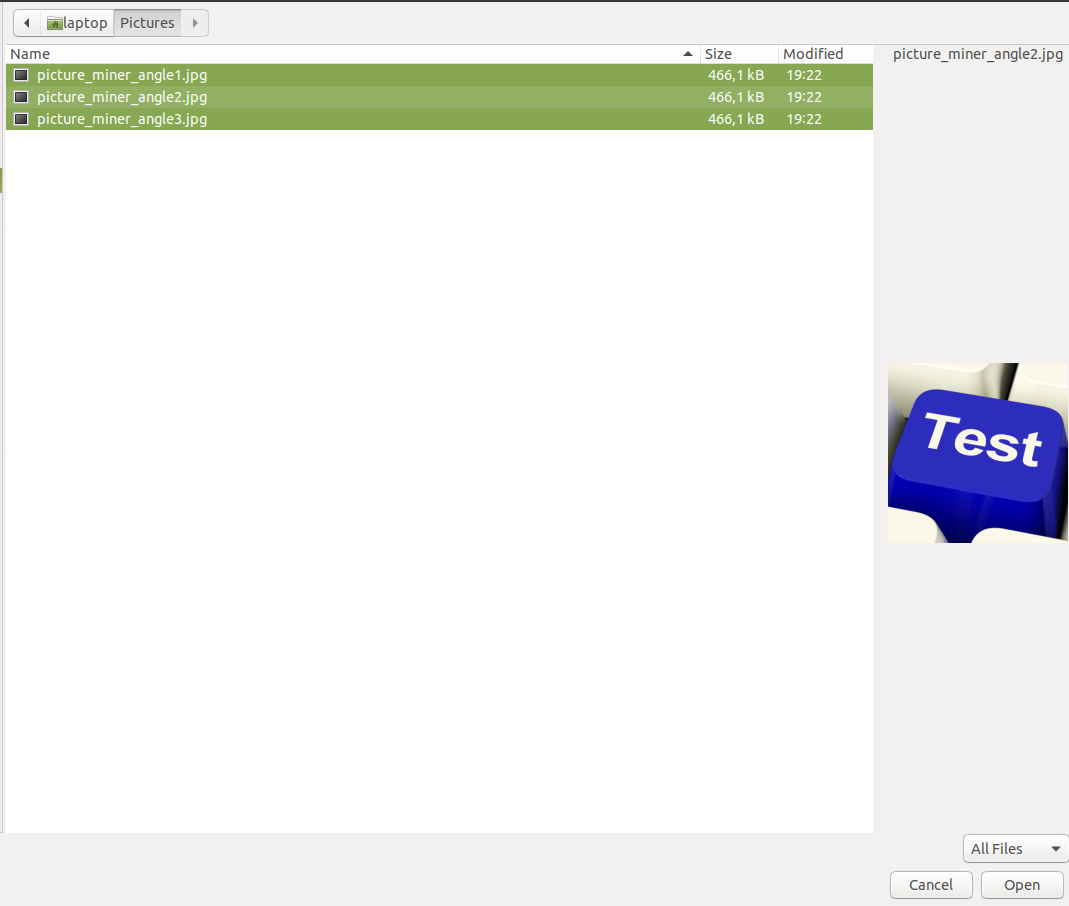 laptop Pictures
Name Size Modified
picture_miner_angle1.jpg 466,1 kB 19:22
picture_miner_angle2.jpg 466,1 kB 19:22
picture_miner_angle3.jpg 466,1 kB 19:22
picture_miner_angle2.jpg
Test
All Files
Cancel Open